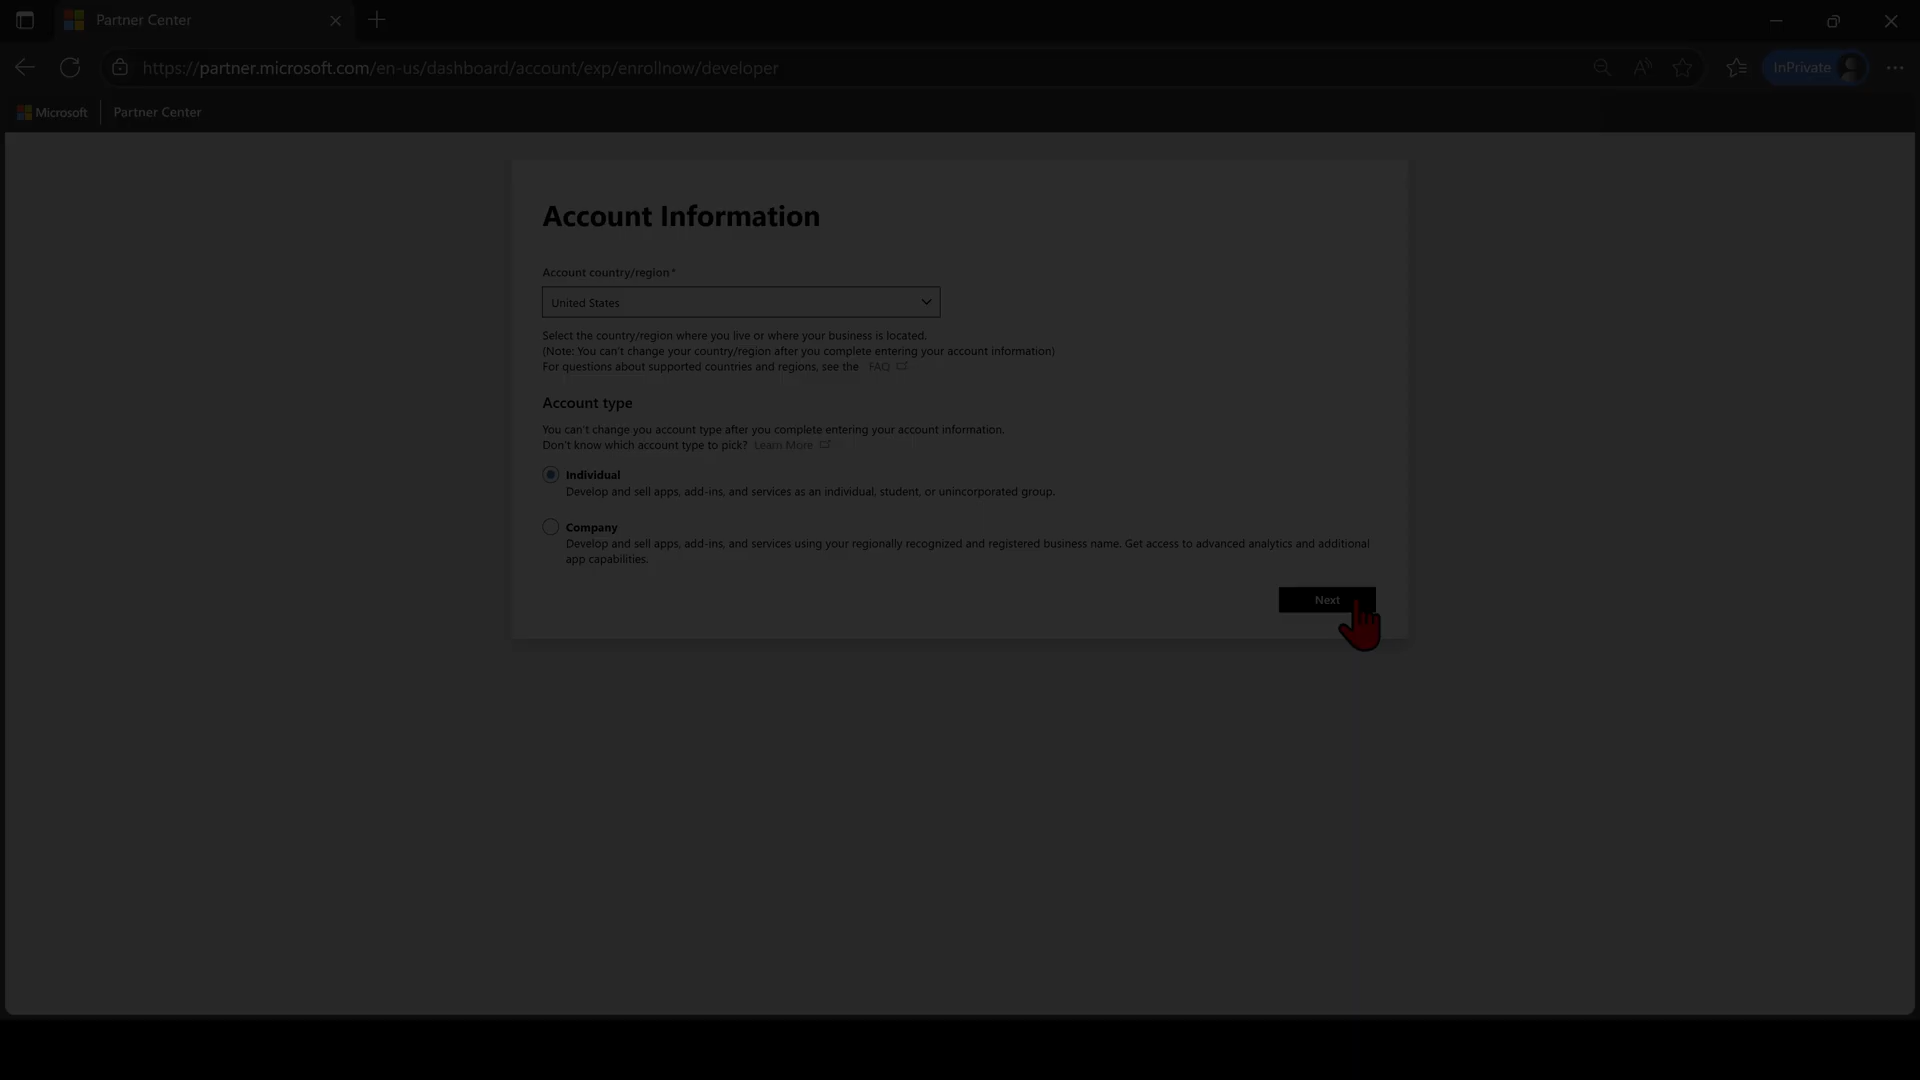 Partner Center
https://partner.microsoft.com/en-us/dashboard/account/exp/enrollnow/developer
InPrivate
Microsoft
Partner Center
Account Information
Account country/region*
United States
Select the country/region where you live or where your business is located.
(Note: You can't change your country/region after you complete entering your account information)
For questions about supported countries and regions, see the FAQ
Account type
You can't change you account type after you complete entering your account information.
Don't know which account type to pick? Learn More
Individual
Develop and sell apps, add-ins, and services as an individual, student, or unincorporated group.
Company
Develop and sell apps, add-ins, and services using your regionally recognized and registered business name. Get access to advanced analytics and additional
app capabilities.
Next